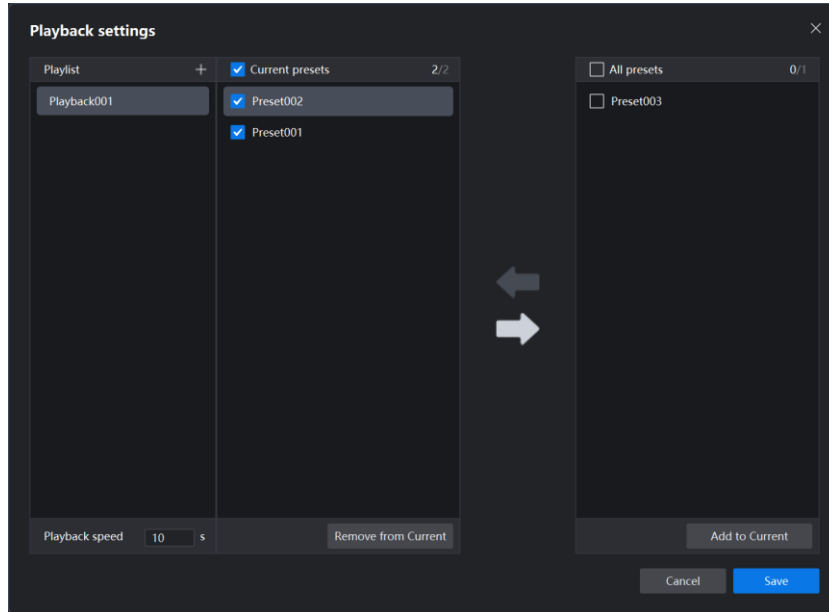 Playback settings
Playlist
Playback001
Playback speed 10 s
Current presets 2/2
Preset002
Preset001
Remove from Current
All presets 0/1
Preset003
Add to Current
Cancel Save